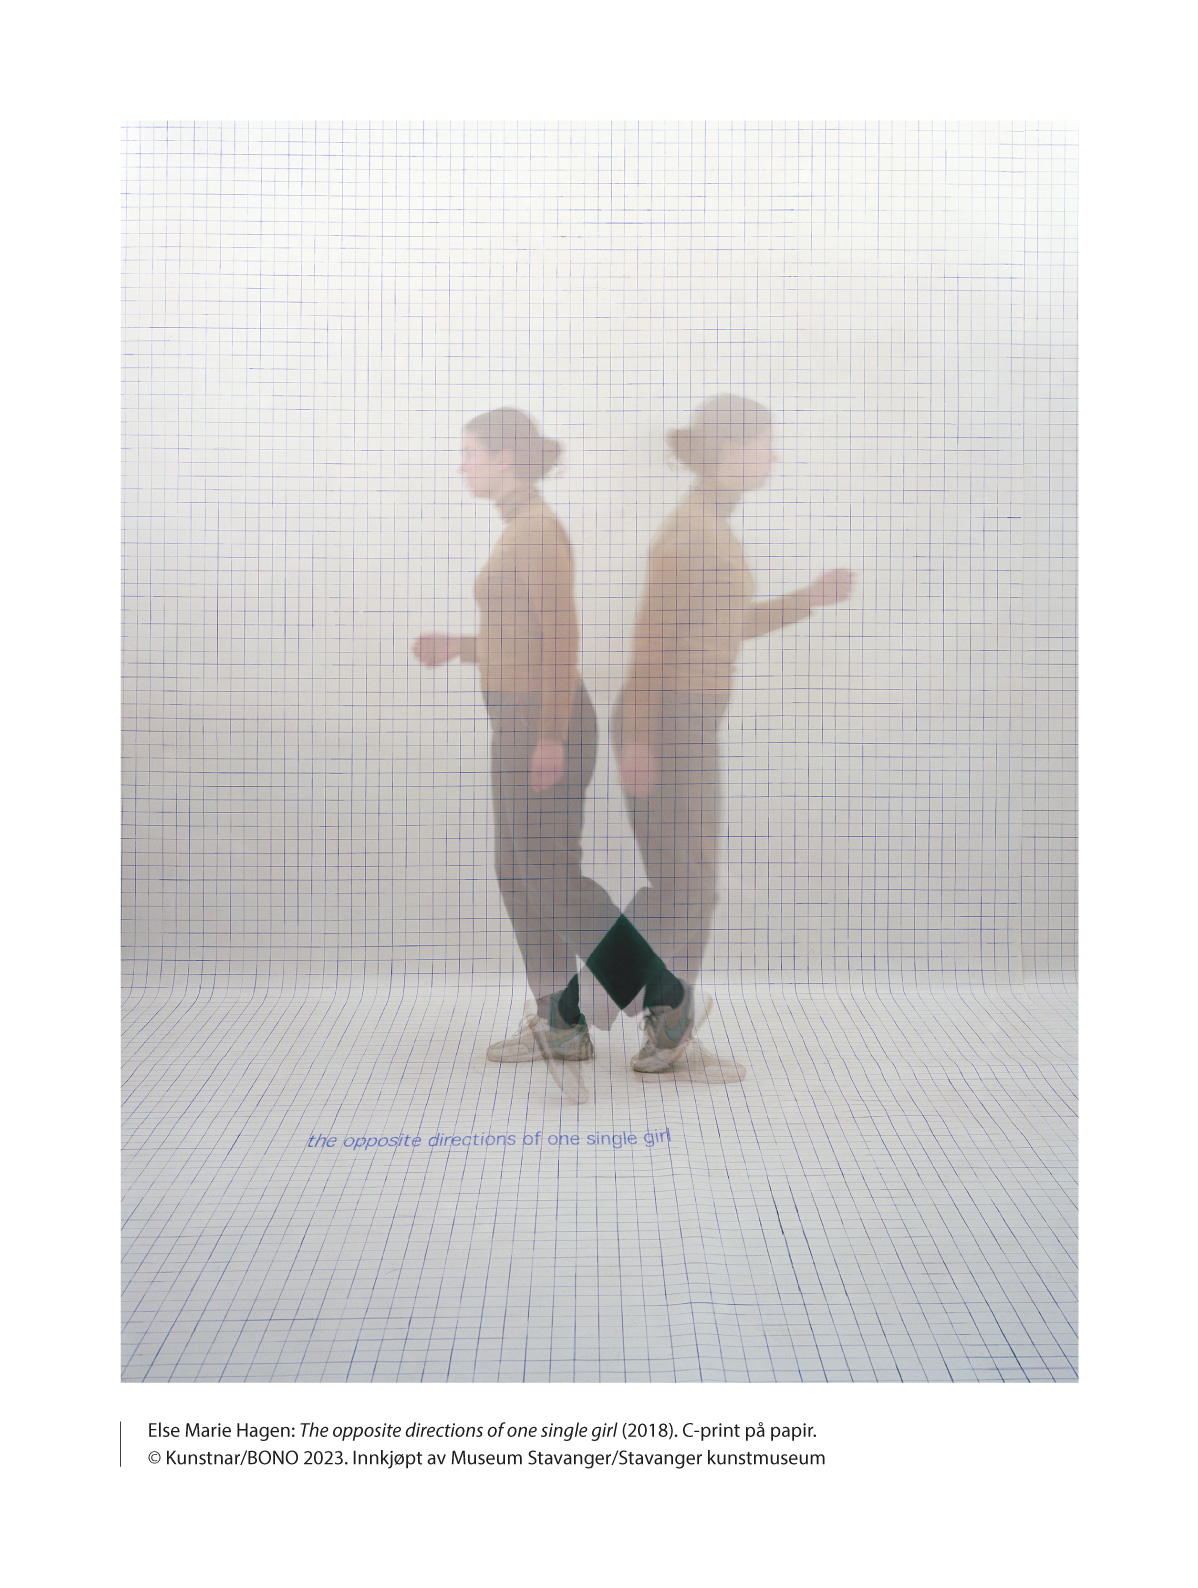 the opposite directions of one single girl
Else Marie Hagen: The opposite directions of one single girl (2018). C-print på papir.
© Kunstnar/BONO 2023. Innkjøpt av Museum Stavanger/Stavanger kunstmuseum